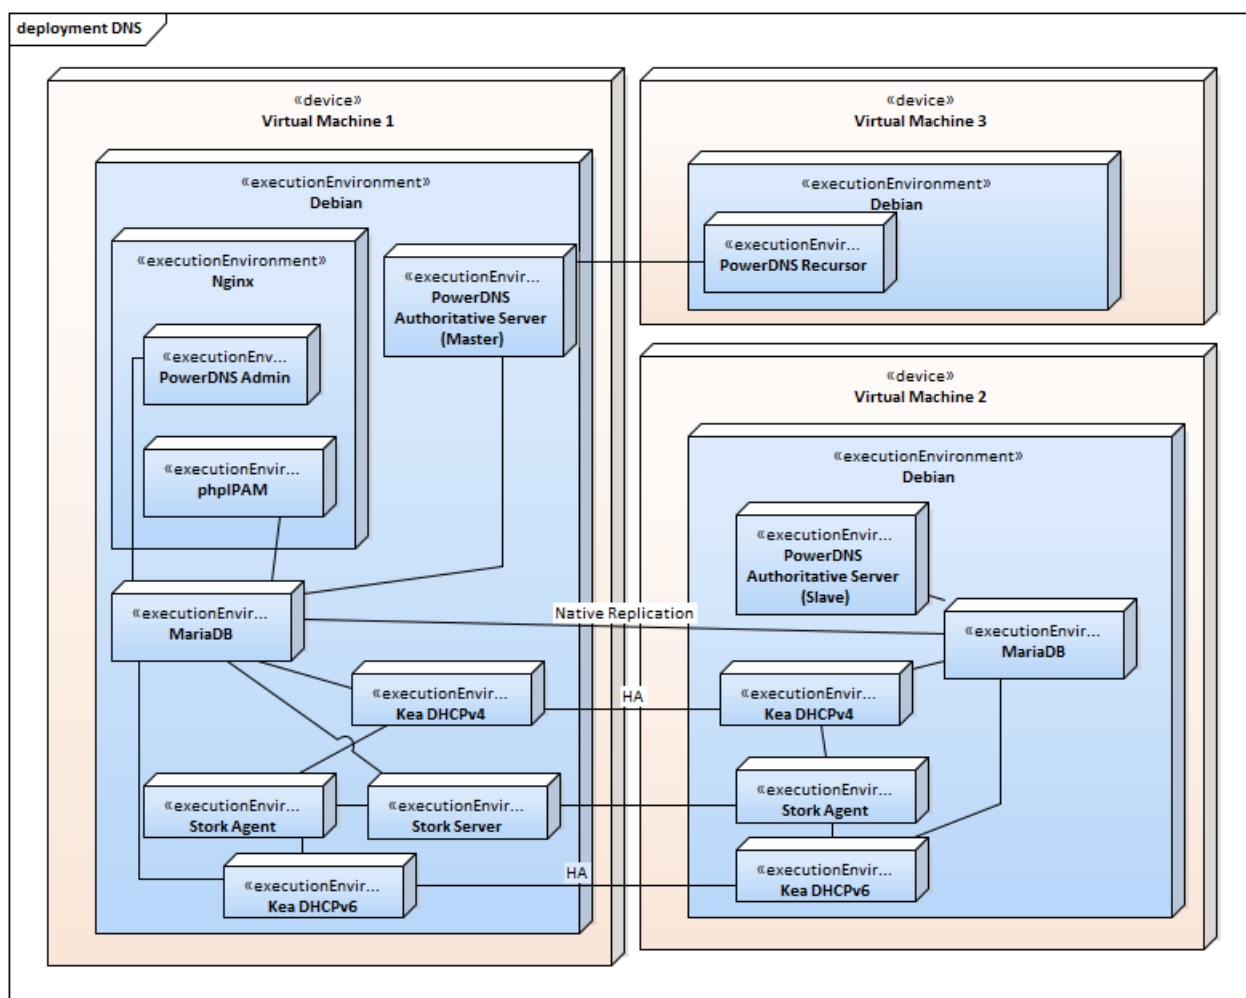 deployment DNS
«device»
Virtual Machine 1
«executionEnvironment»
Debian
«executionEnvironment»
Nginx
«executionEnv...
PowerDNS Admin
«executionEnvir...
phpIPAM
«executionEnvir...
PowerDNS
Authoritative Server
(Master)
«executionEnvir...
MariaDB
«executionEnvir...
Kea DHCPv4
«executionEnvir...
Stork Agent
«executionEnvir...
Stork Server
«executionEnvir...
Kea DHCPv6
Native Replication
HA
HA
«device»
Virtual Machine 3
«executionEnvironment»
Debian
«executionEnvir...
PowerDNS Recursor
«device»
Virtual Machine 2
«executionEnvironment»
Debian
«executionEnvir...
PowerDNS
Authoritative Server
(Slave)
«executionEnvir...
MariaDB
«executionEnvir...
Kea DHCPv4
«executionEnvir...
Stork Agent
«executionEnvir...
Kea DHCPv6